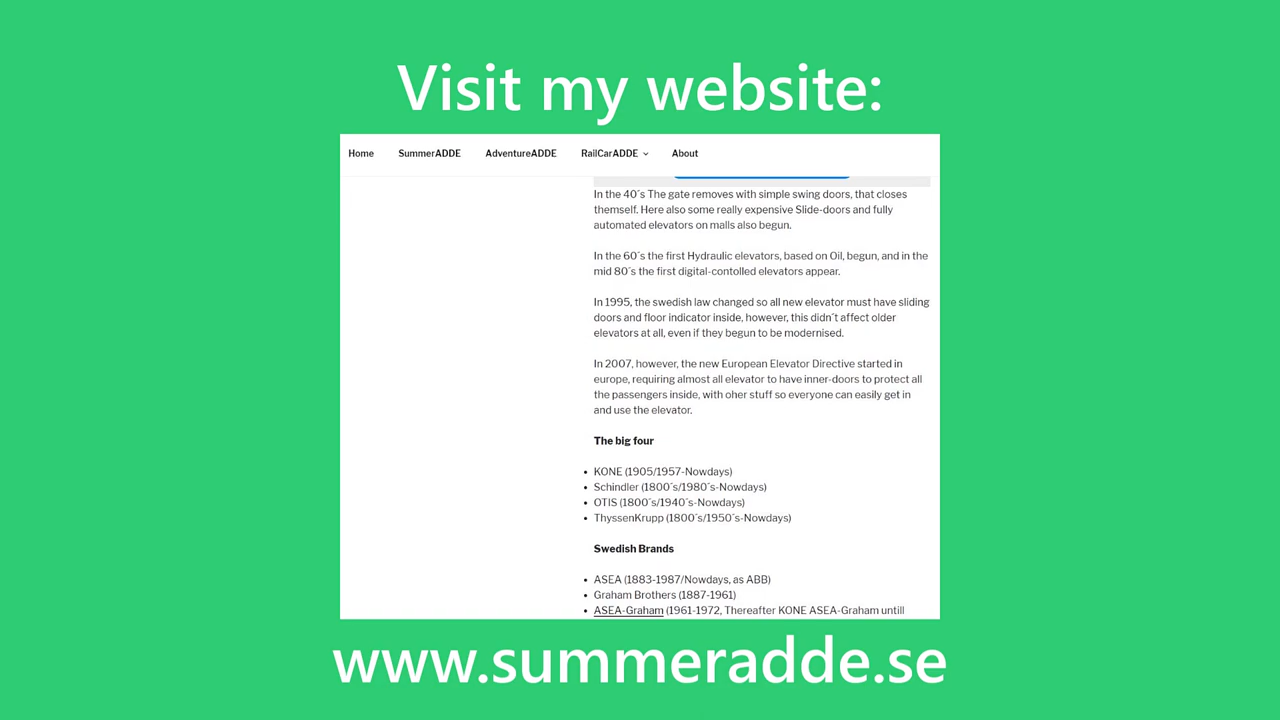 Visit my website:
Home SummerADDE AdventureADDE RailCarADDE About
In the 40´s The gate removes with simple swing doors, that closes
themself. Here also some really expensive Slide-doors and fully
automated elevators on malls also begun.
In the 60´s the first Hydraulic elevators, based on Oil, begun, and in the
mid 80´s the first digital-contolled elevators appear.
In 1995, the swedish law changed so all new elevator must have sliding
doors and floor indicator inside, however, this didn´t affect older
elevators at all, even if they begun to be modernised.
In 2007, however, the new European Elevator Directive started in
europe, requiring almost all elevator to have inner-doors to protect all
the passengers inside, with oher stuff so everyone can easily get in
and use the elevator.
The big four
• KONE (1905/1957-Nowdays)
• Schindler (1800´s/1980´s-Nowdays)
• OTIS (1800´s/1940´s-Nowdays)
• ThyssenKrupp (1800´s/1950´s-Nowdays)
Swedish Brands
• ASEA (1883-1987/Nowdays, as ABB)
• Graham Brothers (1887-1961)
• ASEA-Graham (1961-1972, Thereafter KONE ASEA-Graham untill
www.summeradde.se